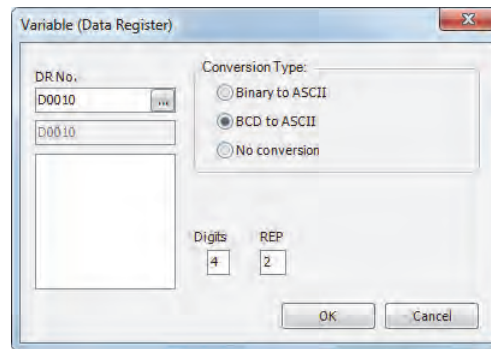 Variable (Data Register)
DR No.
D0010 ...
D0010
Conversion Type:
Binary to ASCII
BCD to ASCII
No conversion
Digits REP
4 2
OK Cancel